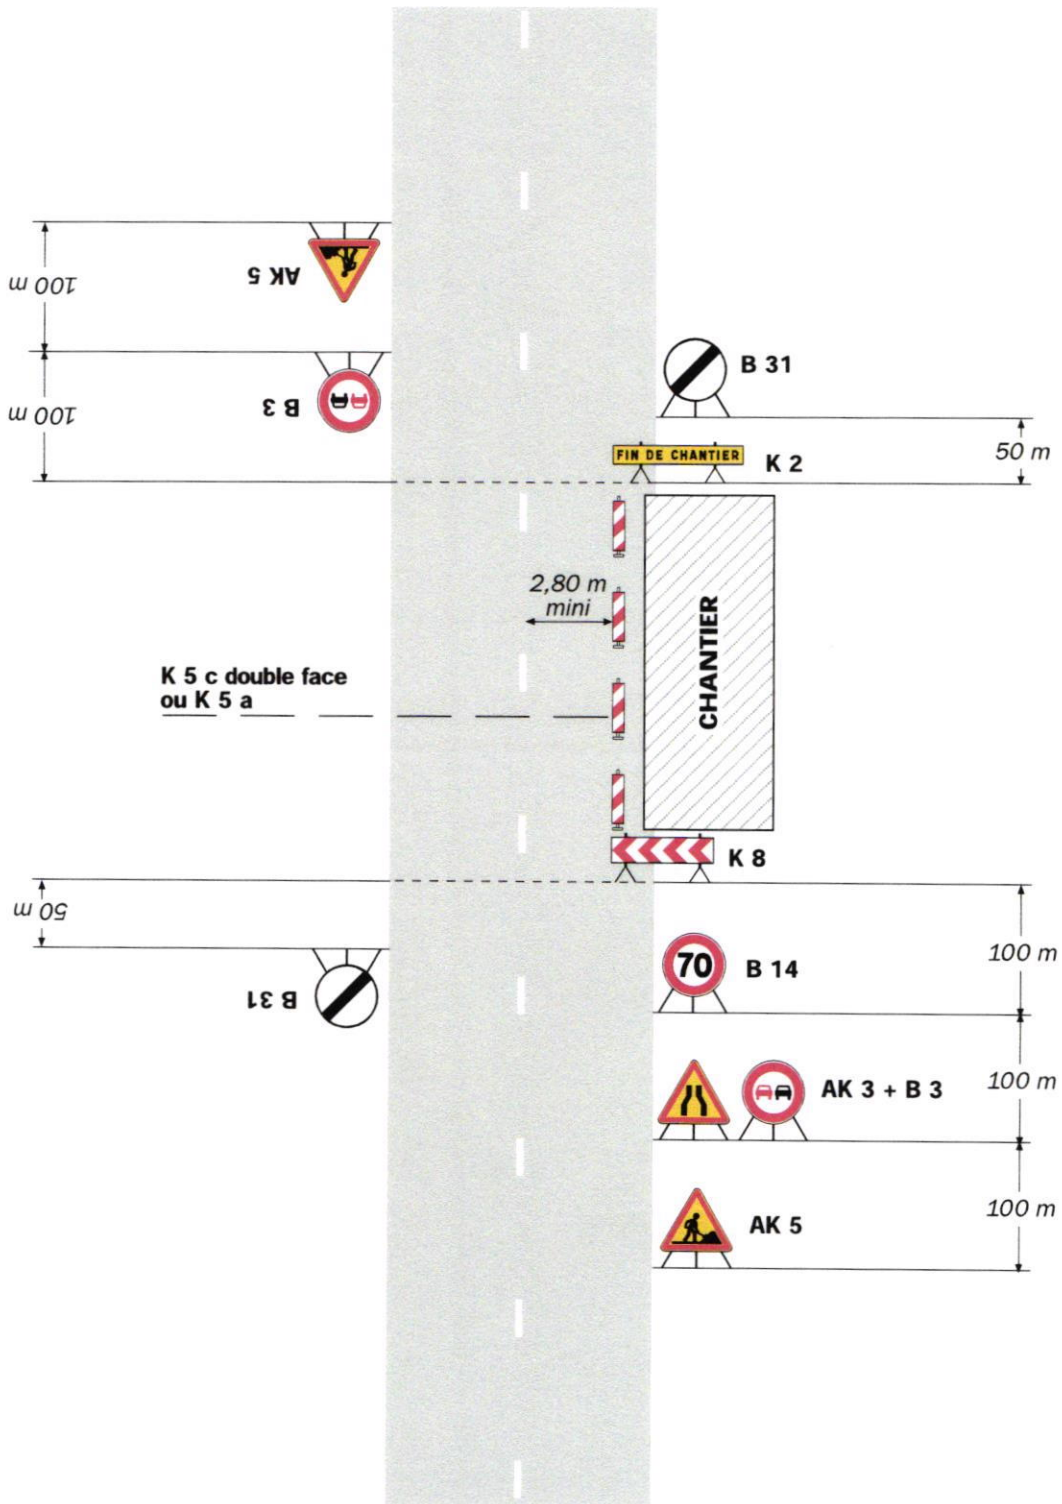 AK 5
100 m
B 3
100 m
B 31
50 m
FIN DE CHANTIER
K 2
2,80 m
mini
CHANTIER
K 5 c double face
ou K 5 a
K 8
50 m
B 31
70
B 14
100 m
AK 3 + B 3
100 m
AK 5
100 m